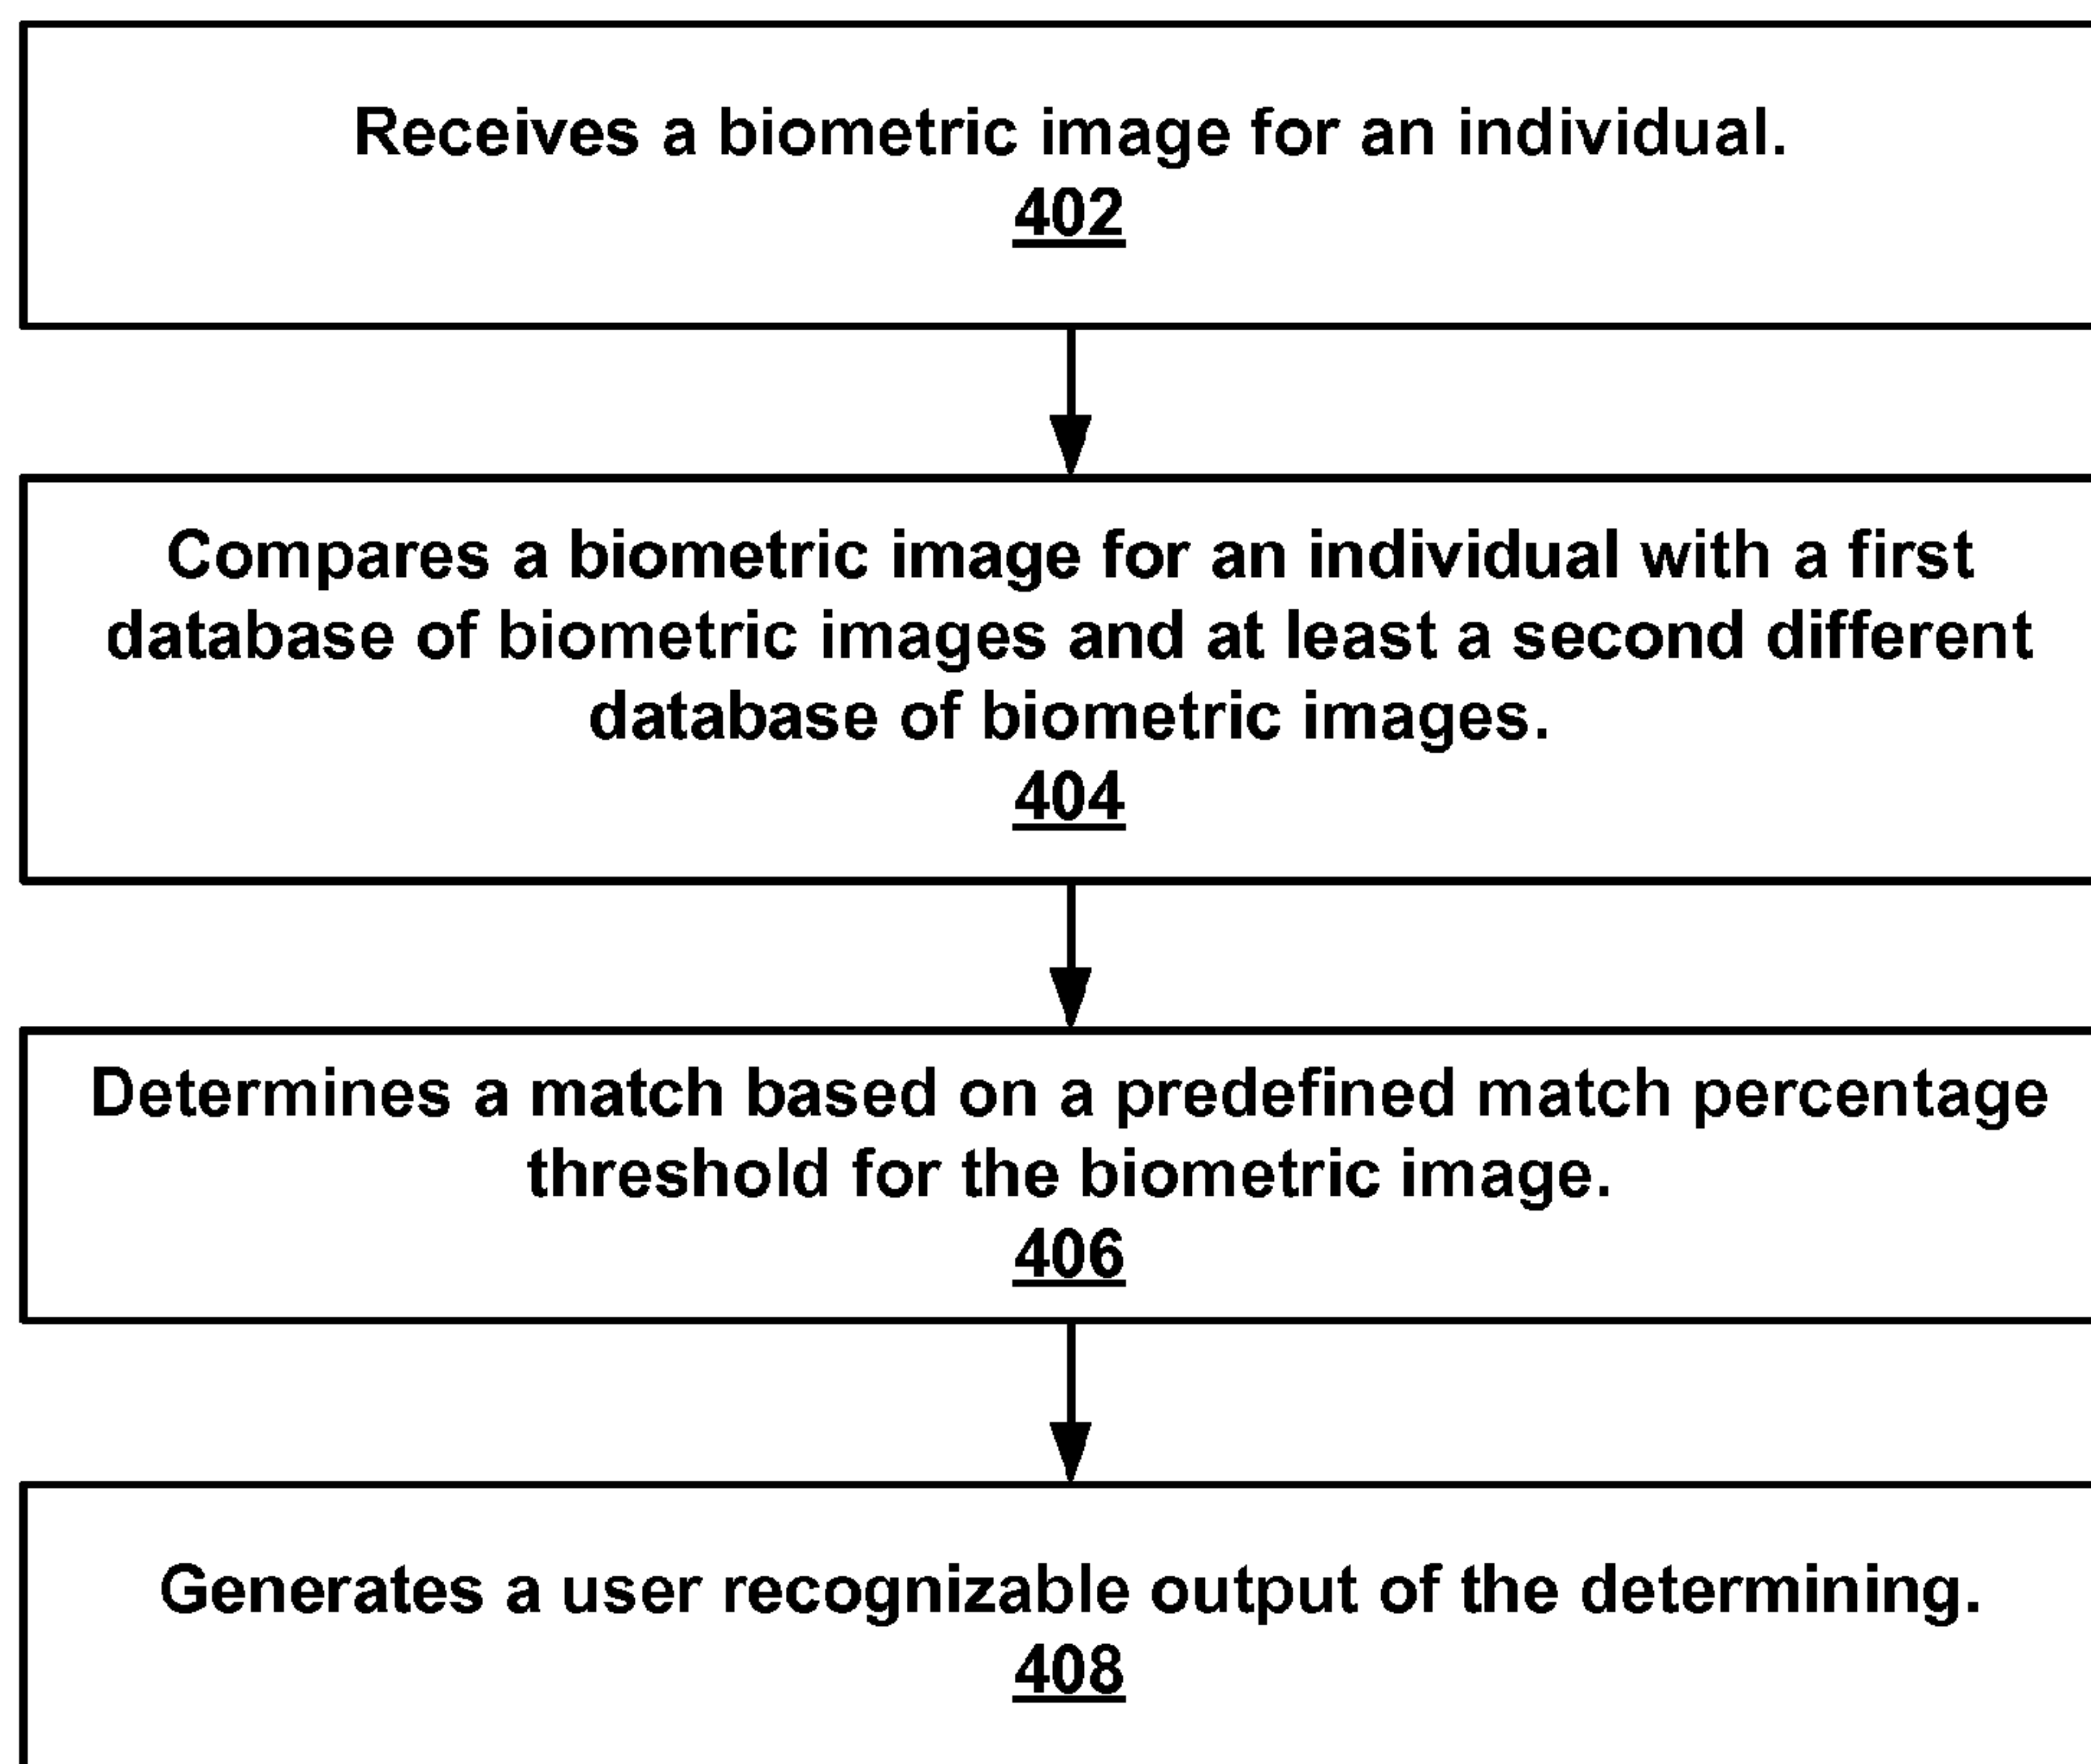 Receives a biometric image for an individual.
402
Compares a biometric image for an individual with a first
database of biometric images and at least a second different
database of biometric images.
404
Determines a match based on a predefined match percentage
threshold for the biometric image.
406
Generates a user recognizable output of the determining.
408